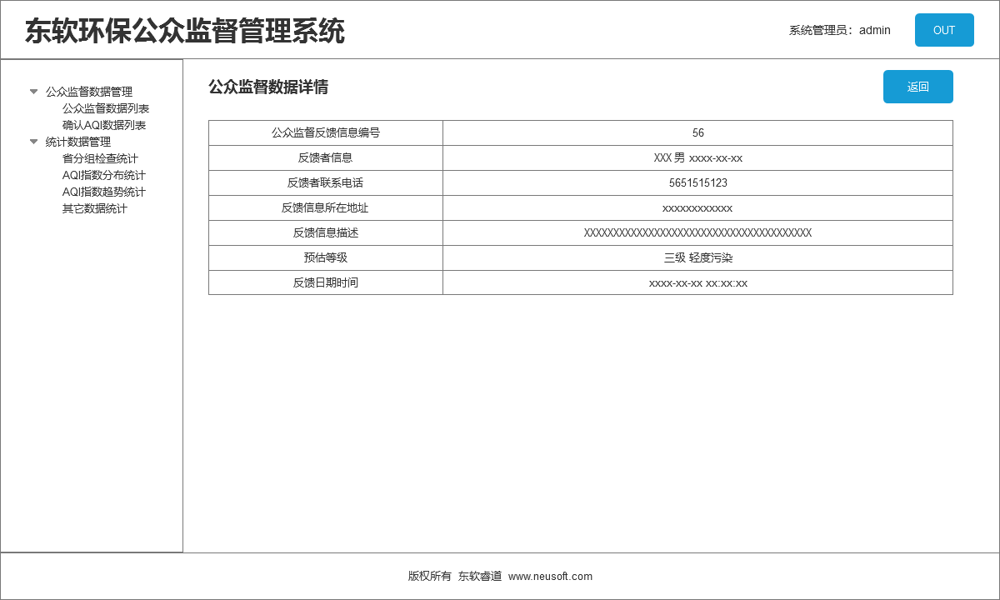 东软环保公众监督管理系统
系统管理员：admin
OUT
公众监督数据管理
公众监督数据列表
确认AQI数据列表
统计数据管理
省分组检查统计
AQI指数分布统计
AQI指数趋势统计
其它数据统计
公众监督数据详情
返回
公众监督反馈信息编号 56
反馈者信息 XXX 男 xxxx-xx-xx
反馈者联系电话 5651515123
反馈信息所在地址 xxxxxxxxxxxx
反馈信息描述 XXXXXXXXXXXXXXXXXXXXXXXXXXXXXXXXXXXXXXX
预估等级 三级 轻度污染
反馈日期时间 xxxx-xx-xx xx:xx:xx
版权所有 东软睿道 www.neusoft.com